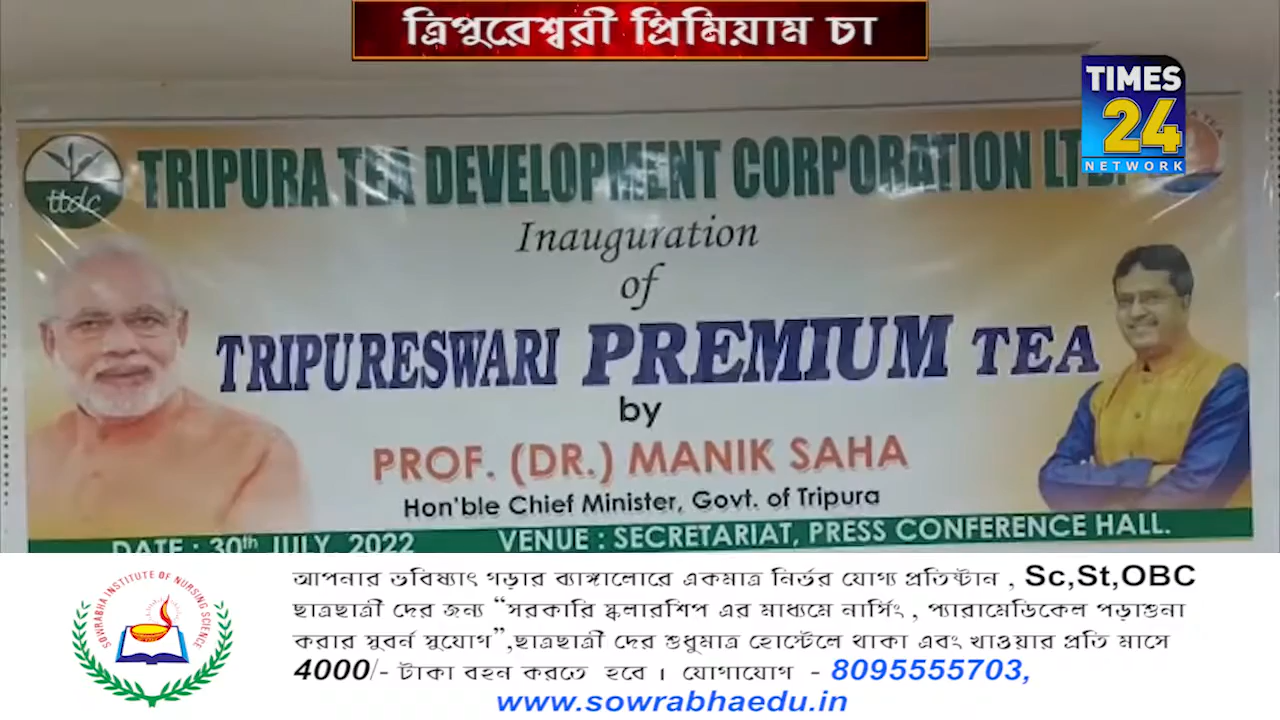 ত্রিপুরেশ্বরী প্রিমিয়াম চা
TIMES
24
NETWORK
ttdc
TRIPURA TEA DEVELOPMENT CORPORATION LTD.
Inauguration
of
TRIPURESWARI PREMIUM TEA
by
PROF. (DR.) MANIK SAHA
Hon'ble Chief Minister, Govt. of Tripura
DATE : 30th JULY, 2022 VENUE : SECRETARIAT, PRESS CONFERENCE HALL.
SOWRABHA INSTITUTE OF NURSING SCIENCE
আপনার ভবিষ্যাৎ গড়ার ব্যাঙ্গালোরে একমাত্র নির্ভর যোগ্য প্রতিষ্টান , Sc,St,OBC
ছাত্রছাত্রী দের জন্য “সরকারি স্কলারশিপ এর মাধ্যমে নার্সিং , প্যারামেডিকেল পড়াশুনা
করার সুবর্ন সুযোগ”,ছাত্রছাত্রী দের শুধুমাত্র হোস্টেলে থাকা এবং খাওয়ার প্রতি মাসে
4000/- টাকা বহন করতে হবে । যোগাযোগ - 8095555703,
www.sowrabhaedu.in